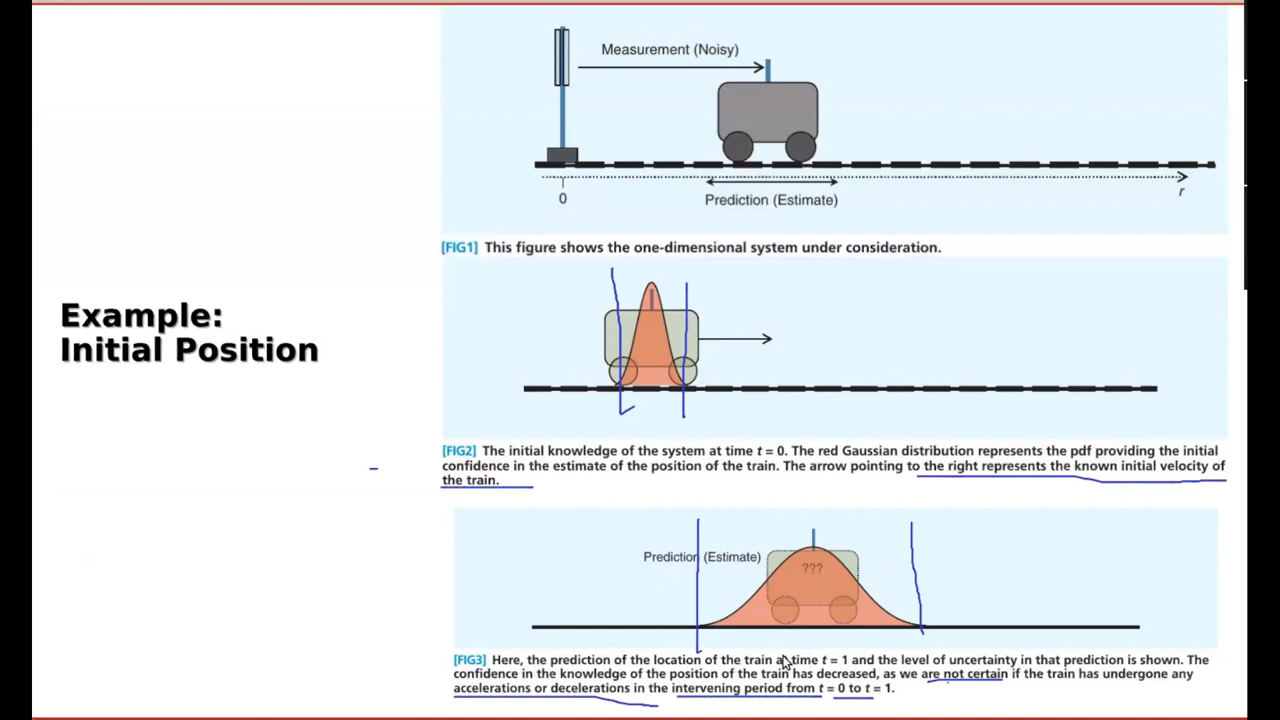 Example:
Initial Position
Measurement (Noisy)
0
r
Prediction (Estimate)
[FIG1] This figure shows the one-dimensional system under consideration.
[FIG2] The initial knowledge of the system at time t = 0. The red Gaussian distribution represents the pdf providing the initial
confidence in the estimate of the position of the train. The arrow pointing to the right represents the known initial velocity of
the train.
Prediction (Estimate)
???
[FIG3] Here, the prediction of the location of the train at time t = 1 and the level of uncertainty in that prediction is shown. The
confidence in the knowledge of the position of the train has decreased, as we are not certain if the train has undergone any
accelerations or decelerations in the intervening period from t = 0 to t = 1.